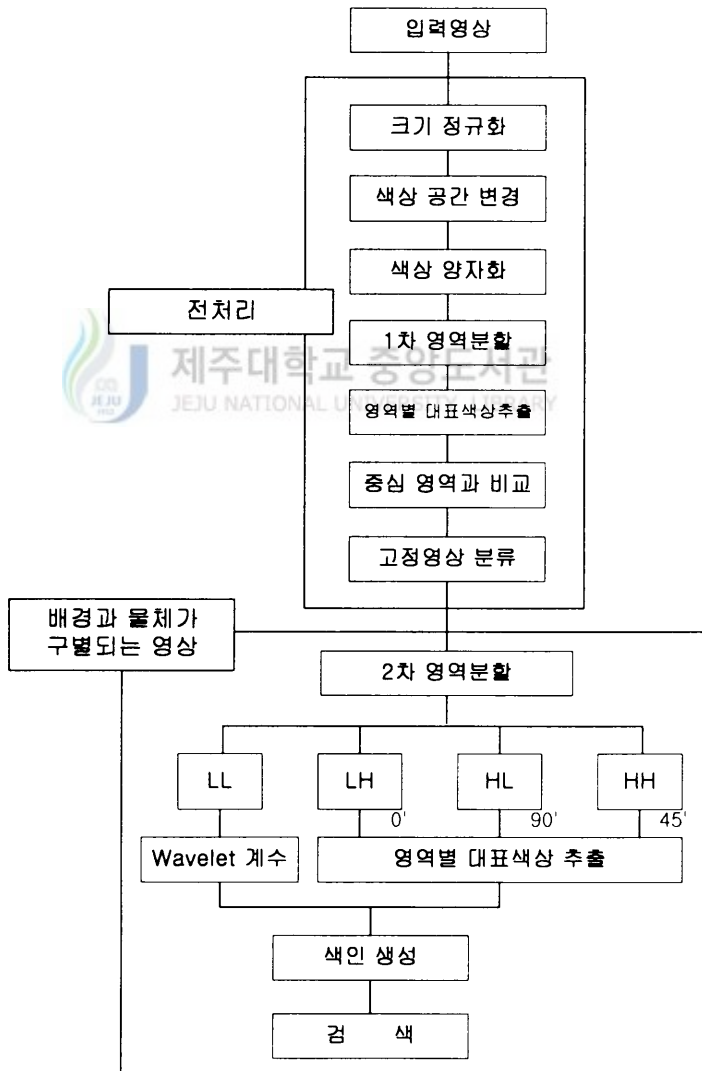 입력영상
크기 정규화
색상 공간 변경
색상 양자화
전처리
1차 영역분할
제주대학교 중앙도서관
JEJU NATIONAL UNIVERSITY LIBRARY
JEJU
1952
영역별 대표색상추출
중심 영역과 비교
고정영상 분류
배경과 물체가
구별되는 영상
2차 영역분할
LL LH HL HH
0' 90' 45'
Wavelet 계수 영역별 대표색상 추출
색인 생성
검 색